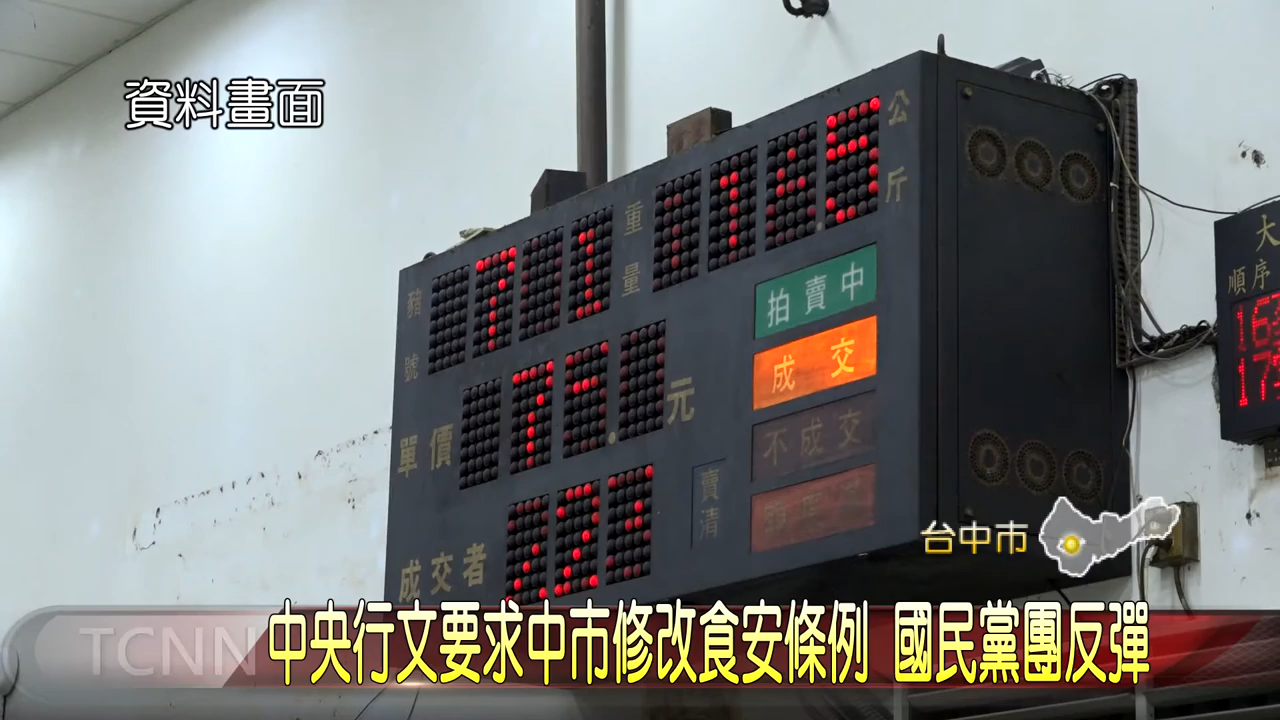 資料畫面
豬號 7 1 重量 公斤
拍賣中
單價 元 成交
不成交
賣清
成交者
大
順序
台中市
TCNN 中央行文要求中市修改食安條例 國民黨團反彈